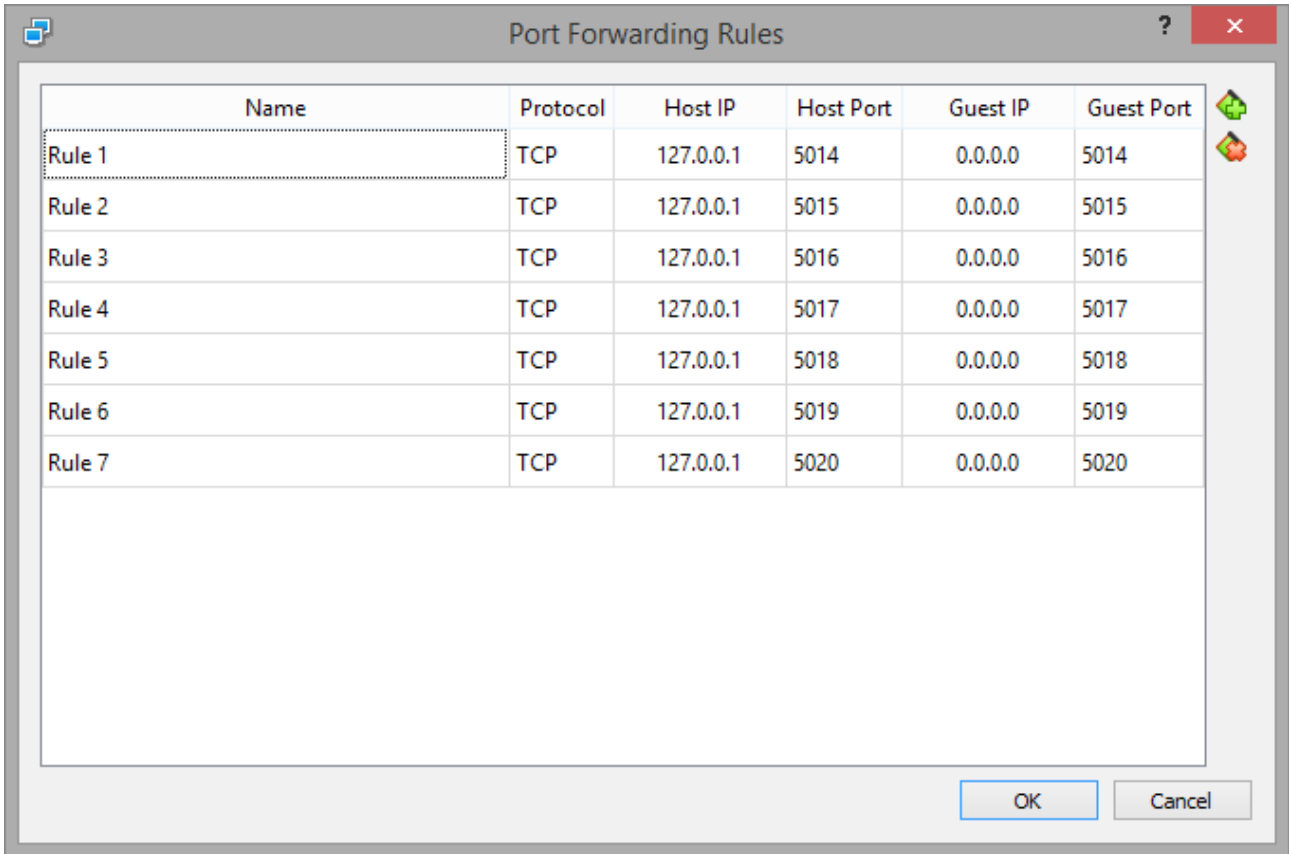 Port Forwarding Rules ?
Name Protocol Host IP Host Port Guest IP Guest Port
Rule 1 TCP 127.0.0.1 5014 0.0.0.0 5014
Rule 2 TCP 127.0.0.1 5015 0.0.0.0 5015
Rule 3 TCP 127.0.0.1 5016 0.0.0.0 5016
Rule 4 TCP 127.0.0.1 5017 0.0.0.0 5017
Rule 5 TCP 127.0.0.1 5018 0.0.0.0 5018
Rule 6 TCP 127.0.0.1 5019 0.0.0.0 5019
Rule 7 TCP 127.0.0.1 5020 0.0.0.0 5020
OK Cancel